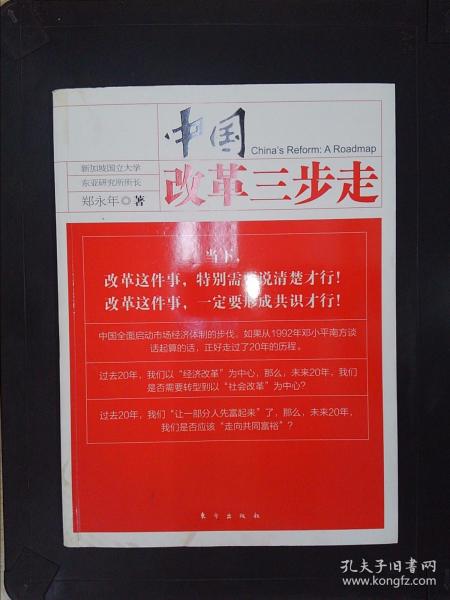 中国
China's Reform: A Roadmap
新加坡国立大学
东亚研究所所长
郑永年◎著
改革三步走
当下，
改革这件事，特别需要说清楚才行！
改革这件事，一定要形成共识才行！
中国全面启动市场经济体制的步伐，如果从1992年邓小平南方谈
话起算的话，正好走过了20年的历程。
过去20年，我们以“经济改革”为中心，那么，未来20年，我们
是否需要转型到以“社会改革”为中心？
过去20年，我们“让一部分人先富起来”了，那么，未来20年，
我们是否应该“走向共同富裕”？
东方出版社
孔夫子旧书网
www.kongfz.com